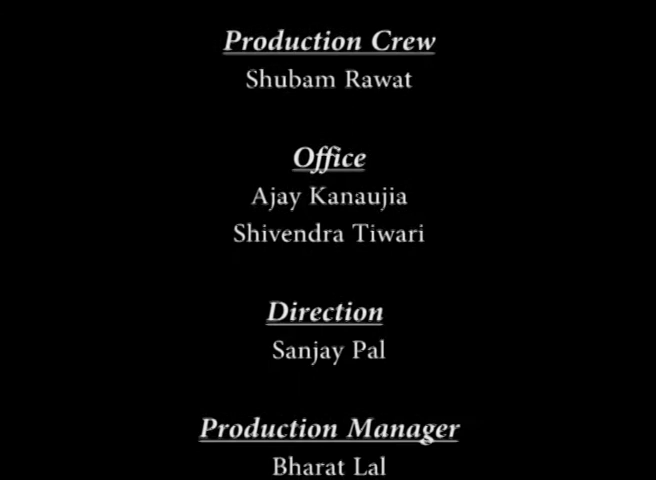 Production Crew
Shubam Rawat
Office
Ajay Kanaujia
Shivendra Tiwari
Direction
Sanjay Pal
Production Manager
Bharat Lal